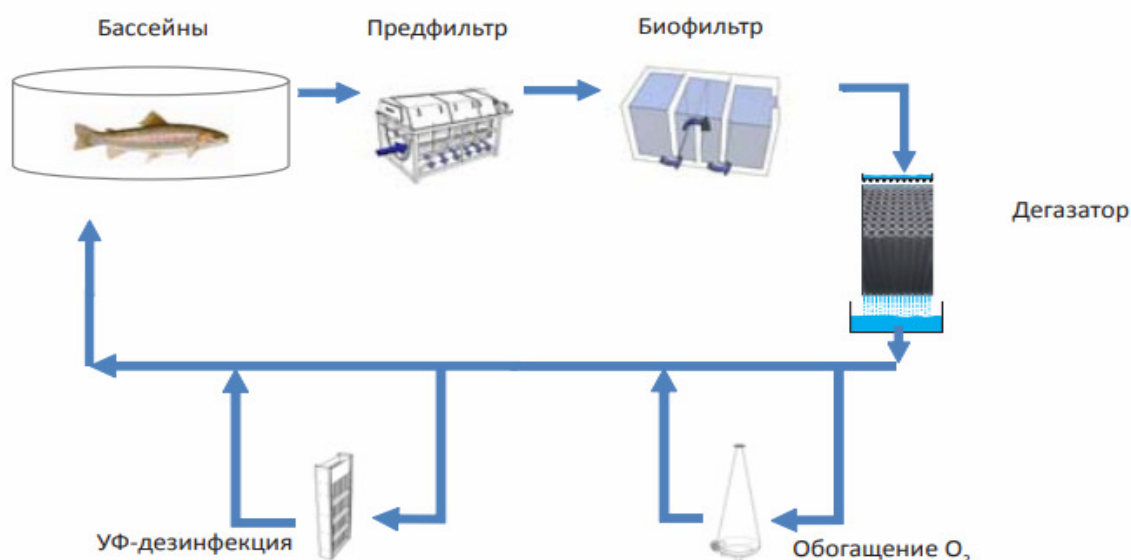 Бассейны
Предфильтр
Биофильтр
Дегазатор
УФ-дезинфекция
Обогащение O₂